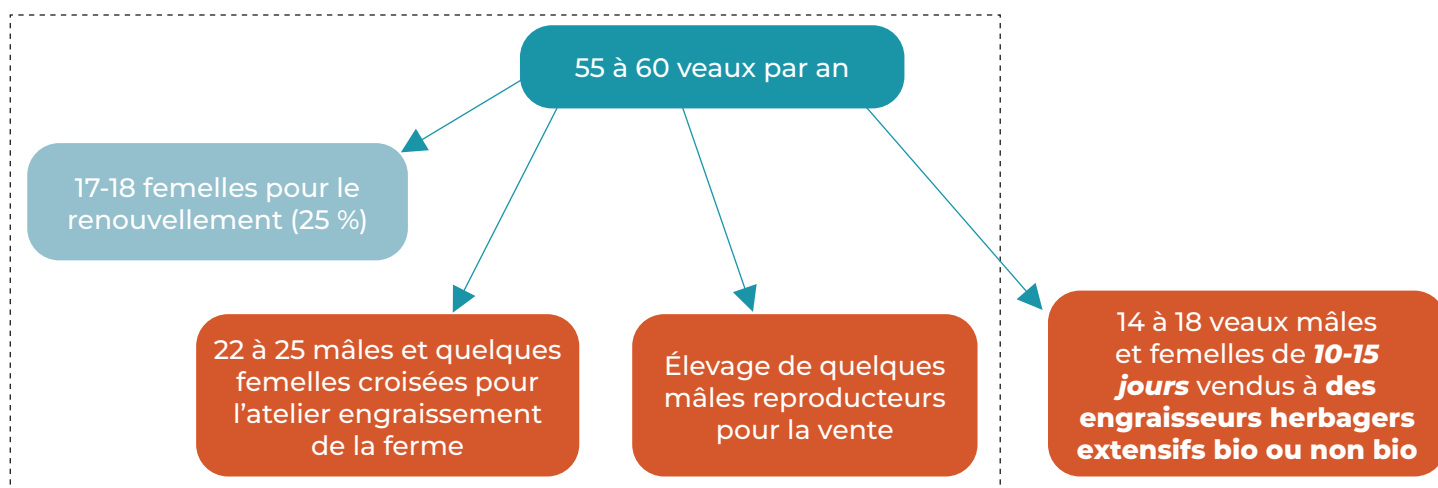 55 à 60 veaux par an
17-18 femelles pour le
renouvellement (25 %)
22 à 25 mâles et quelques
femelles croisées pour
l’atelier engraissement
de la ferme
Élevage de quelques
mâles reproducteurs
pour la vente
14 à 18 veaux mâles
et femelles de 10-15
jours vendus à des
engraisseurs herbagers
extensifs bio ou non bio